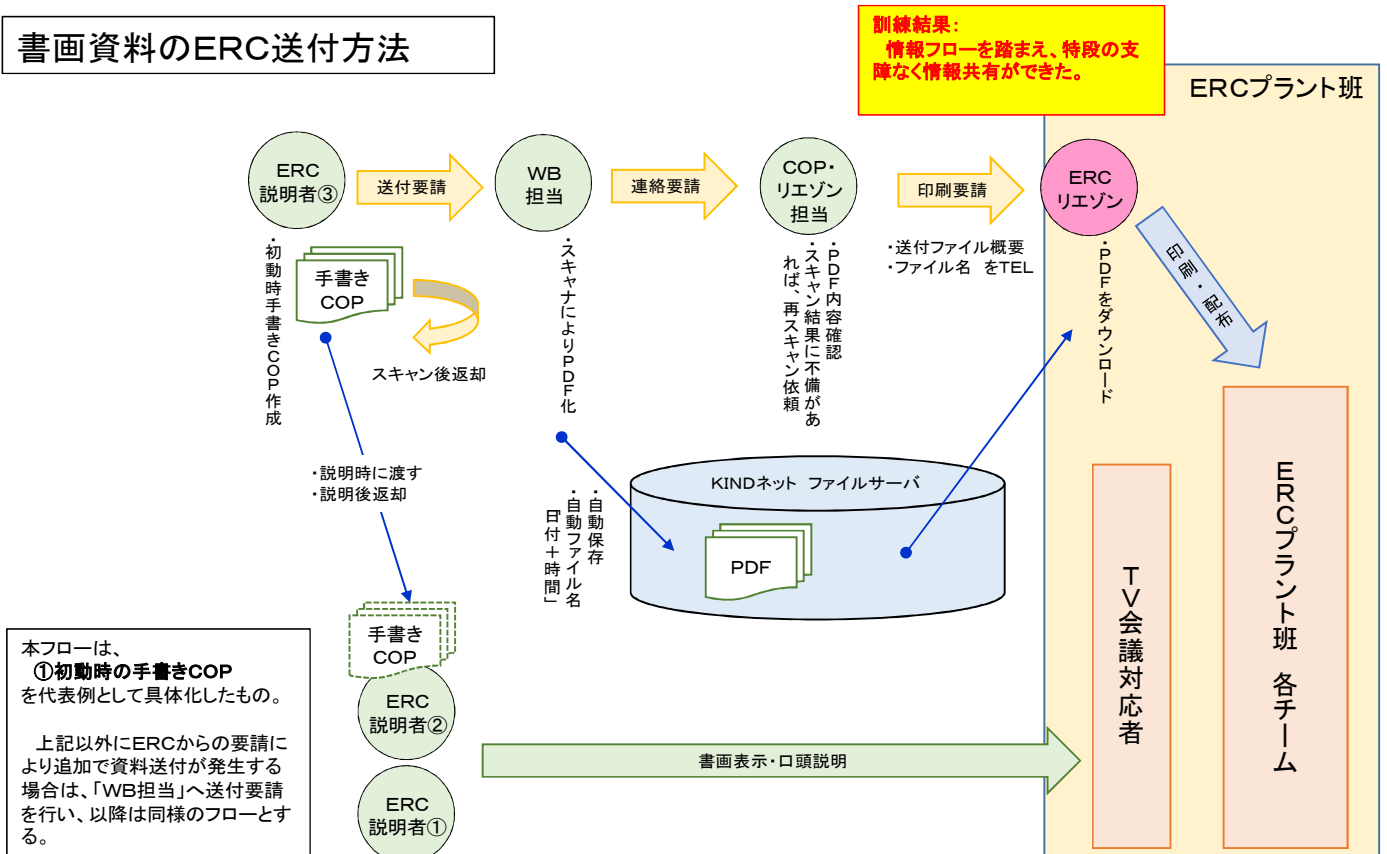 書画資料のERC送付方法
訓練結果：
情報フローを踏まえ、特段の支
障なく情報共有ができた。
ERCプラント班
ERC
説明者③
送付要請
WB
担当
連絡要請
COP・
リエゾン
担当
印刷要請
ERC
リエゾン
・初動時手書きCOP作成
手書き
COP
スキャン後返却
・スキャナによりPDF化
・PDF内容確認
・スキャン結果に不備があ
れば、再スキャン依頼
・送付ファイル概要
・ファイル名 をTEL
・PDFをダウンロード
印刷・配布
・説明時に渡す
・説明後返却
・自動保存
・自動ファイル名
「日付＋時間」
KINDネット ファイルサーバ
PDF
TV会議対応者
ERCプラント班 各チーム
手書き
COP
ERC
説明者②
ERC
説明者①
書画表示・口頭説明
本フローは、
①初動時の手書きCOP
を代表例として具体化したもの。
上記以外にERCからの要請に
より追加で資料送付が発生する
場合は、「WB担当」へ送付要請
を行い、以降は同様のフローとす
る。